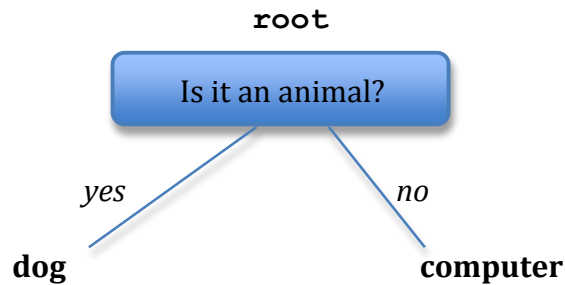 root
Is it an animal?
yes
no
dog
computer